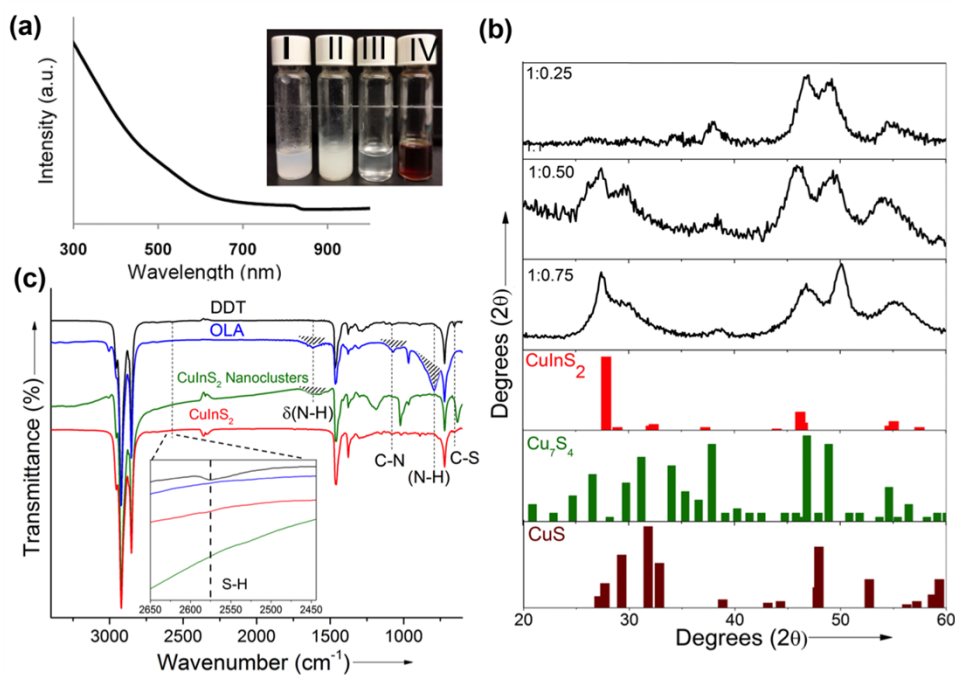 (a)
Intensity (a.u.)
I II III IV
300 500 700 900
Wavelength (nm)
(b)
1:0.25
1:0.50
1:0.75
CuInS2
Cu7S4
CuS
Degrees (2θ)
20 30 40 50 60
Degrees (2θ)
(c)
DDT
OLA
CuInS2 Nanoclusters
δ(N-H)
CuInS2
C-N
(N-H)
C-S
S-H
2650 2600 2550 2500 2440
Transmittance (%)
3000 2500 2000 1500 1000
Wavenumber (cm-1)